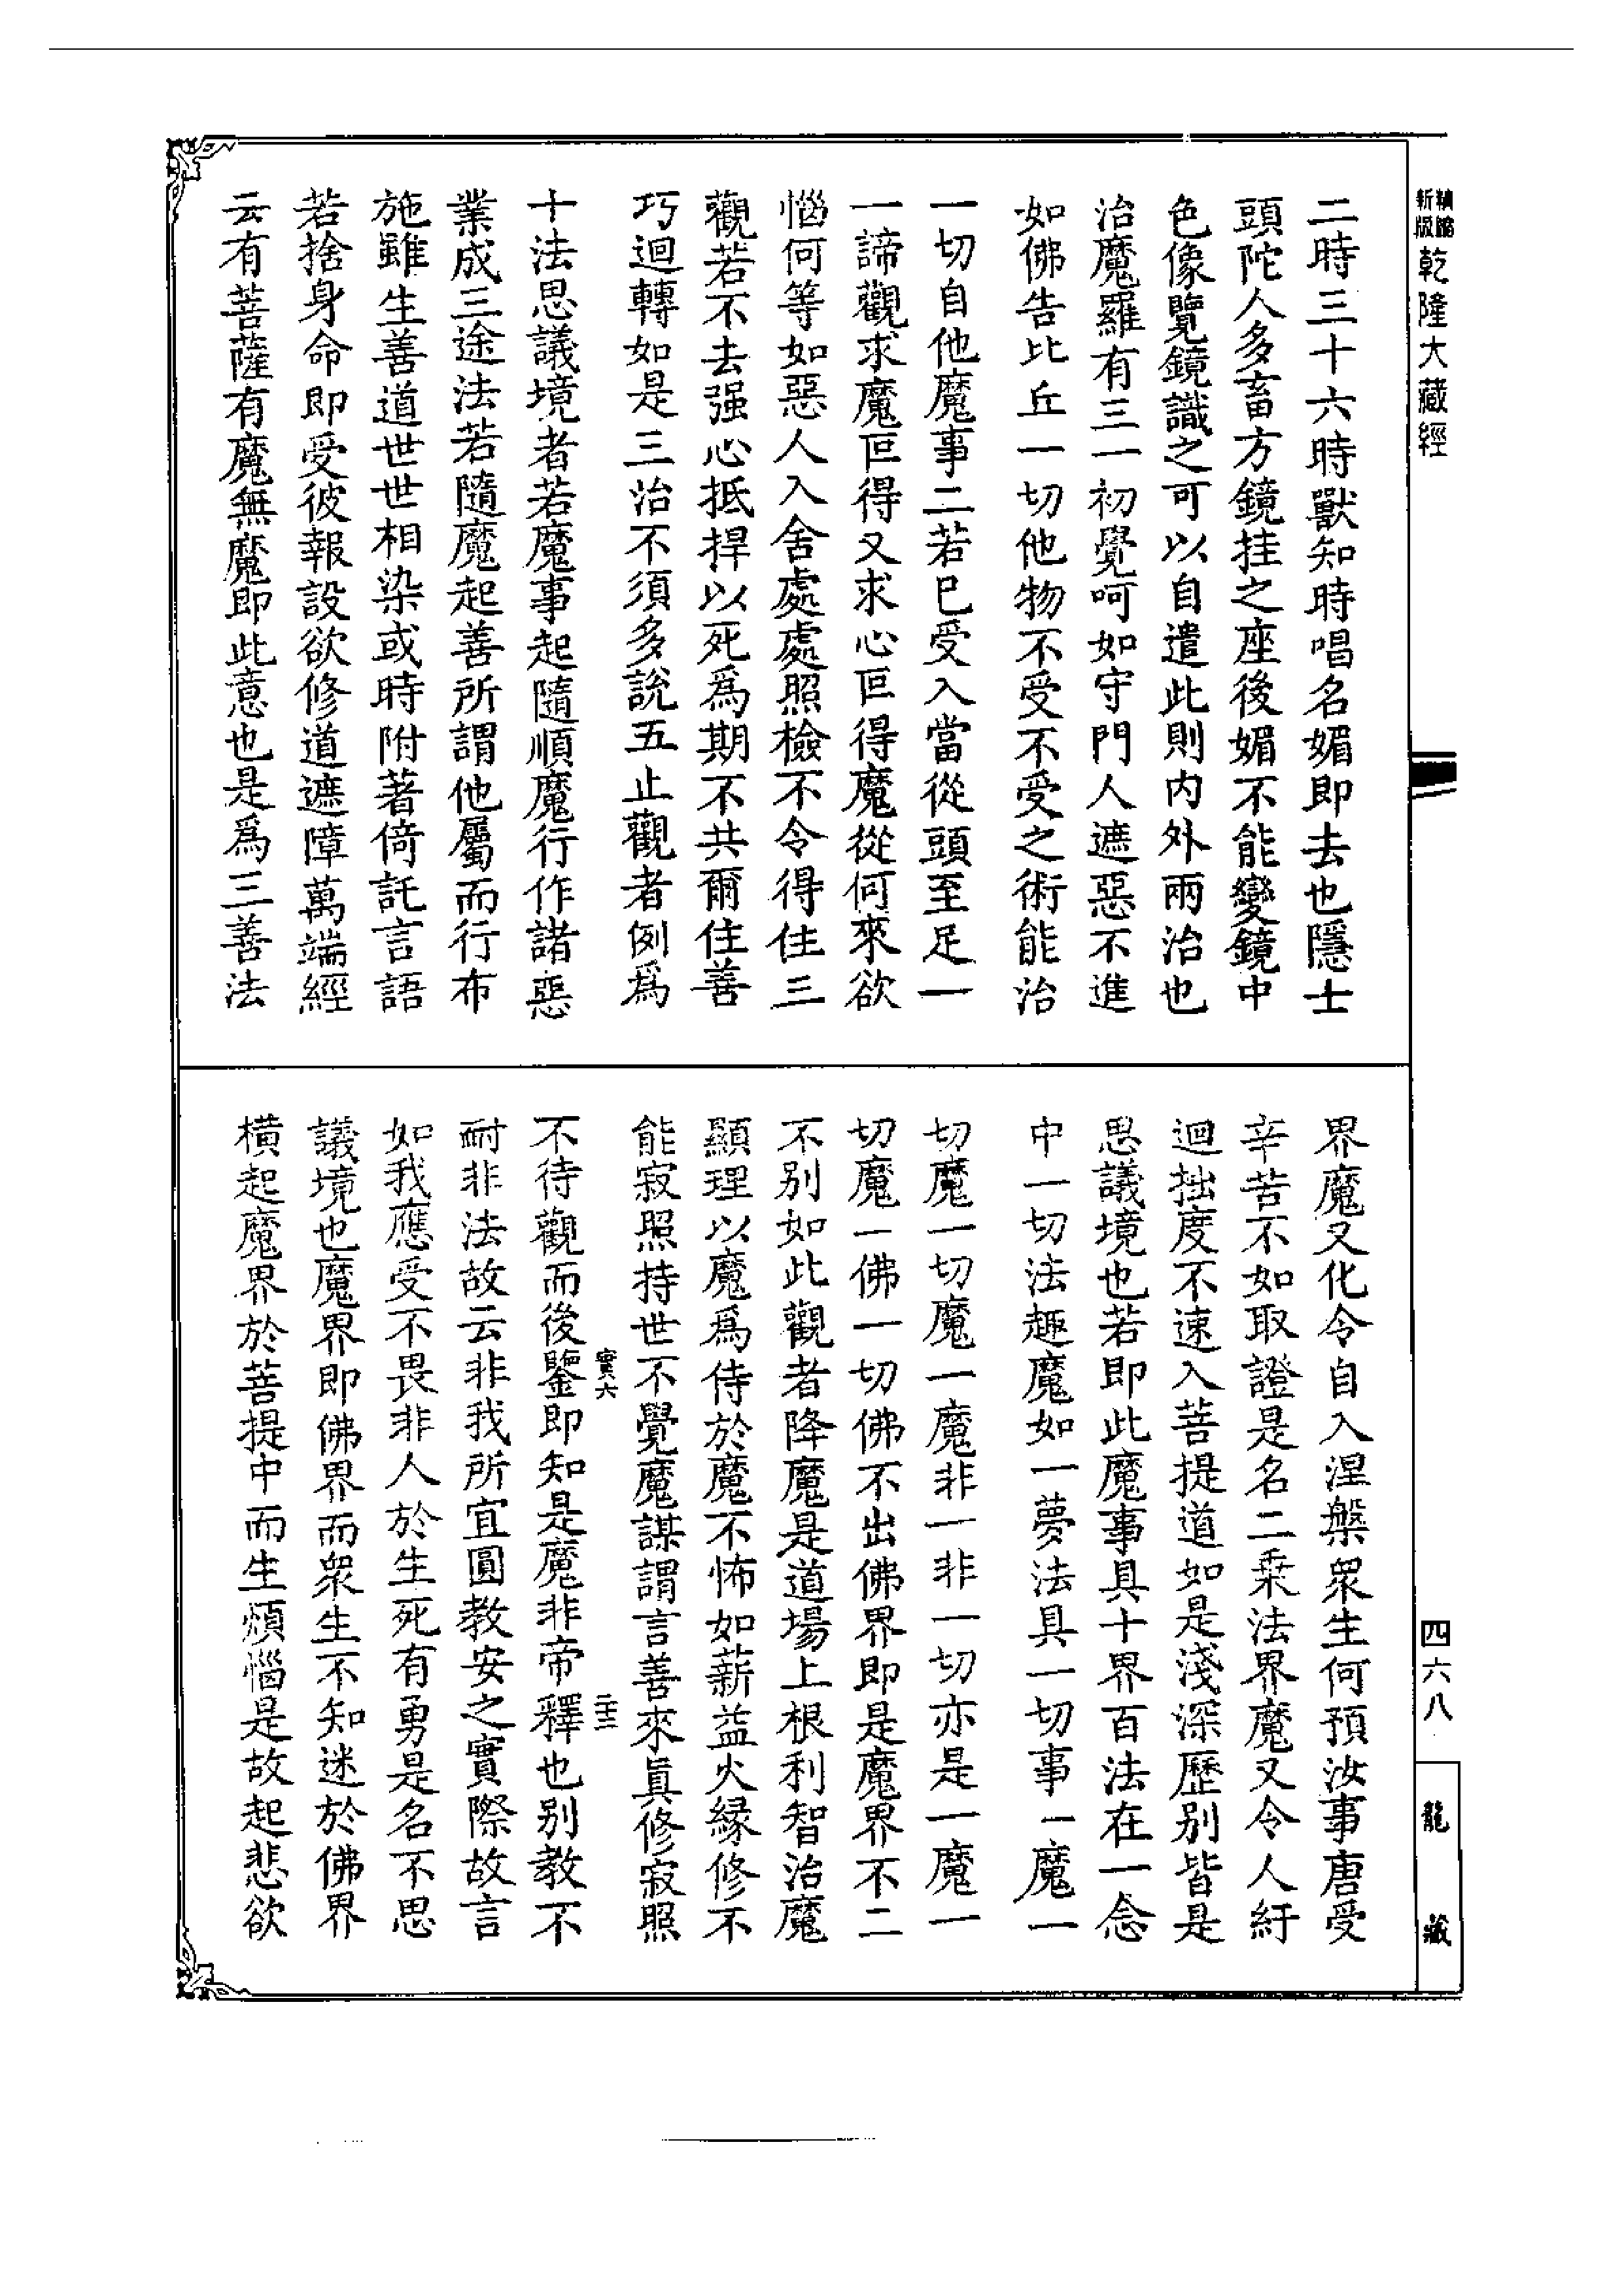 精縮新版乾隆大藏經
二時三十六時獸知時唱名媚即去也隱士
頭陀人多畜方鏡挂之座後媚不能變鏡中
色像覽鏡識之可以自遣此則内外兩治也
治魔羅有三一初覺呵如守門人遮惡不進
如佛告比丘一切他物不受不受之術能治
一切自他魔事二若巳受入當從頭至足一
一諦觀求魔叵得又求心叵得魔從何來欲
惱何等如惡人入舍處處照檢不令得住三
觀若不去强心抵捍以死爲期不共爾住善
巧迴轉如是三治不須多說五止觀者例爲
十法思議境者若魔事起隨順魔行作諸惡
業成三途法若隨魔起善所謂他屬而行布
施雖生善道世世相染或時附著倚託言語
若捨身命即受彼報設欲修道遮障萬端經
云有菩薩有魔無魔即此意也是爲三善法
界魔又化令自入涅槃衆生何預汝事唐受
辛苦不如取證是名二乘法界魔又令人紆
迴拙度不速入菩提道如是淺深歷别皆是
思議境也若即此魔事具十界百法在一念
中一切法趣魔如一夢法具一切事一魔一
切魔一切魔一魔非一非一切亦是一魔一
切魔一佛一切佛不出佛界即是魔界不二
不别如此觀者降魔是道場上根利智治魔
顯理以魔爲侍於魔不怖如薪益火縁修不
能寂照持世不覺魔謀謂言善來眞修寂照
實六
二十三
不待觀而後鑒即知是魔非帝釋也别教不
耐非法故云非我所宜圓教安之實際故言
如我應受不畏非人於生死有勇是名不思
議境也魔界即佛界而衆生不知迷於佛界
橫起魔界於菩提中而生煩惱是故起悲欲
四六八
龍藏